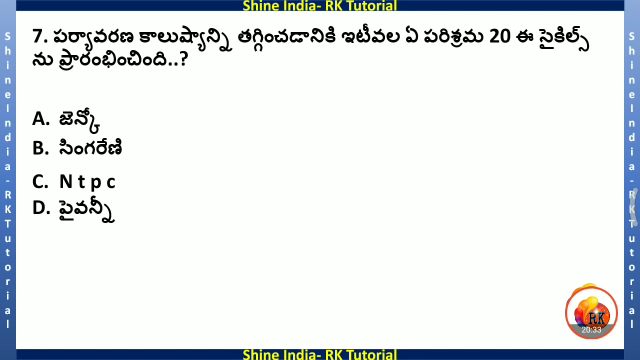 Shine India- RK Tutorial
7. పర్యావరణ కాలుష్యాన్ని తగ్గించడానికి ఇటీవల ఏ పరిశ్రమ 20 ఈ సైకిల్స్
ను ప్రారంభించింది..?
A. జెన్కో
B. సింగరేణి
C. N t p c
D. పైవన్నీ
Shine India-RK Tutorial
Shine India-RK Tutorial
RK
20:33
Shine India- RK Tutorial